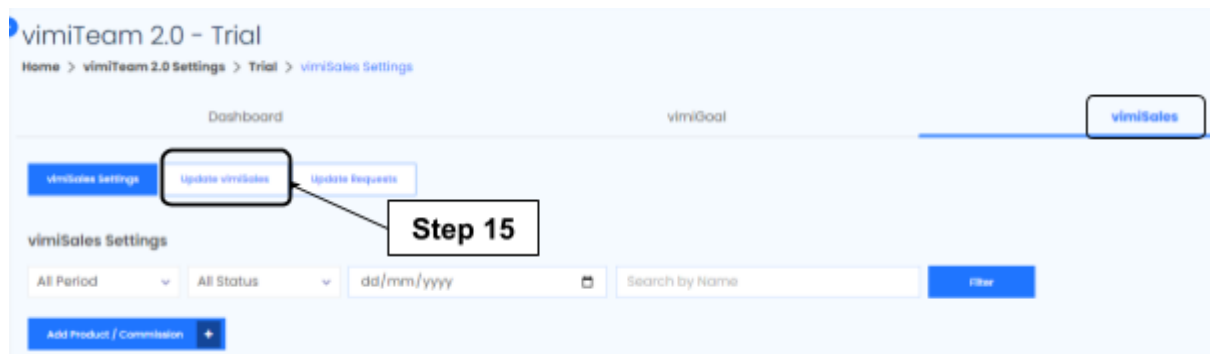 vimiTeam 2.0 - Trial
Home > vimiTeam 2.0 Settings > Trial > vimiSales Settings
Dashboard vimiGoal vimiSales
vimiSales Settings Update vimiSales Update Requests
Step 15
vimiSales Settings
All Period All Status dd/mm/yyyy Search by Name Filter
Add Product / Commission +